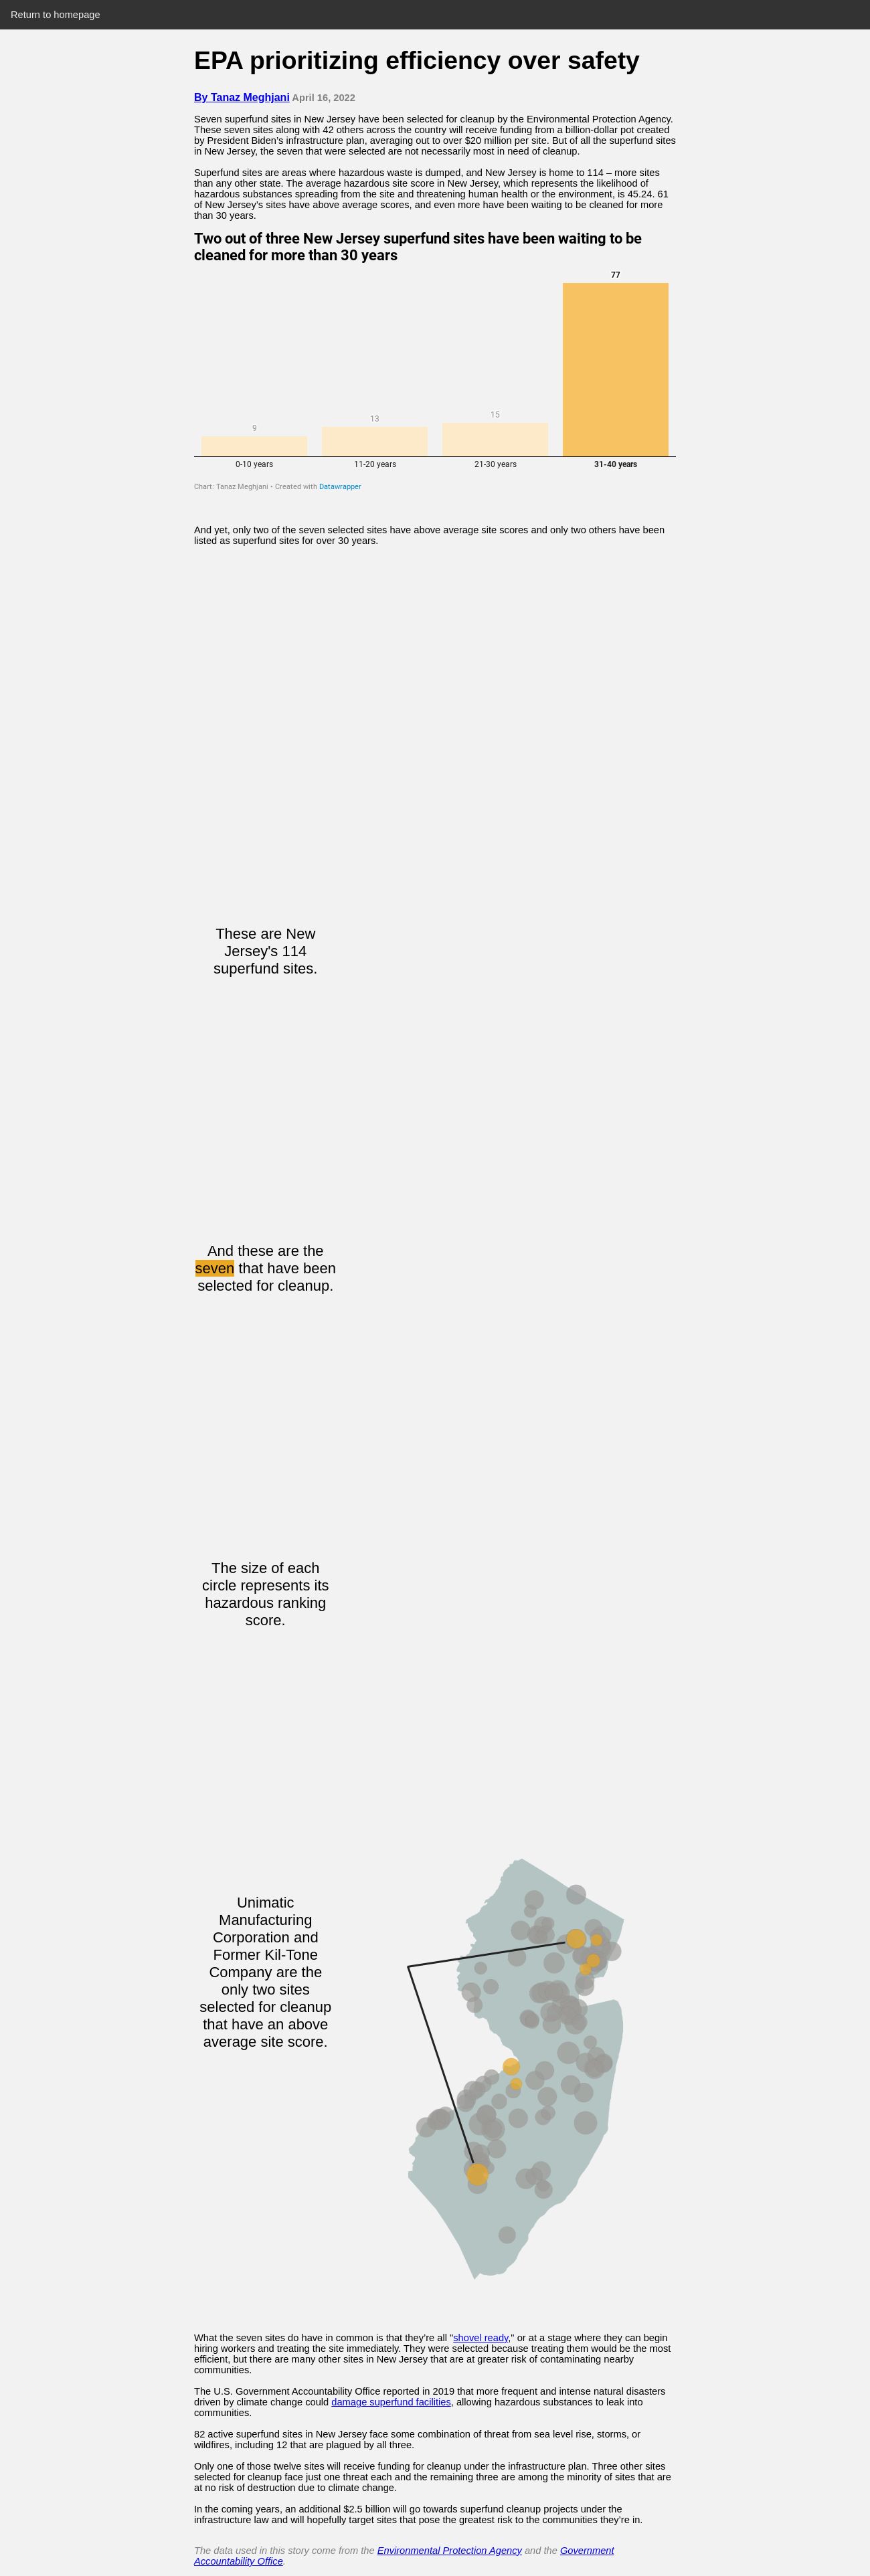 Return to homepage
EPA prioritizing efficiency over safety
By Tanaz Meghjani April 16, 2022
Seven superfund sites in New Jersey have been selected for cleanup by the Environmental Protection Agency.
These seven sites along with 42 others across the country will receive funding from a billion-dollar pot created
by President Biden's infrastructure plan, averaging out to over $20 million per site. But of all the superfund sites
in New Jersey, the seven that were selected are not necessarily most in need of cleanup.
Superfund sites are areas where hazardous waste is dumped, and New Jersey is home to 114 – more sites
than any other state. The average hazardous site score in New Jersey, which represents the likelihood of
hazardous substances spreading from the site and threatening human health or the environment, is 45.24. 61
of New Jersey's sites have above average scores, and even more have been waiting to be cleaned for more
than 30 years.
Two out of three New Jersey superfund sites have been waiting to be
cleaned for more than 30 years
77
15
13
9
0-10 years 11-20 years 21-30 years 31-40 years
Chart: Tanaz Meghjani • Created with Datawrapper
And yet, only two of the seven selected sites have above average site scores and only two others have been
listed as superfund sites for over 30 years.
These are New
Jersey's 114
superfund sites.
And these are the
seven that have been
selected for cleanup.
The size of each
circle represents its
hazardous ranking
score.
Unimatic
Manufacturing
Corporation and
Former Kil-Tone
Company are the
only two sites
selected for cleanup
that have an above
average site score.
What the seven sites do have in common is that they're all "shovel ready," or at a stage where they can begin
hiring workers and treating the site immediately. They were selected because treating them would be the most
efficient, but there are many other sites in New Jersey that are at greater risk of contaminating nearby
communities.
The U.S. Government Accountability Office reported in 2019 that more frequent and intense natural disasters
driven by climate change could damage superfund facilities, allowing hazardous substances to leak into
communities.
82 active superfund sites in New Jersey face some combination of threat from sea level rise, storms, or
wildfires, including 12 that are plagued by all three.
Only one of those twelve sites will receive funding for cleanup under the infrastructure plan. Three other sites
selected for cleanup face just one threat each and the remaining three are among the minority of sites that are
at no risk of destruction due to climate change.
In the coming years, an additional $2.5 billion will go towards superfund cleanup projects under the
infrastructure law and will hopefully target sites that pose the greatest risk to the communities they're in.
The data used in this story come from the Environmental Protection Agency and the Government
Accountability Office.